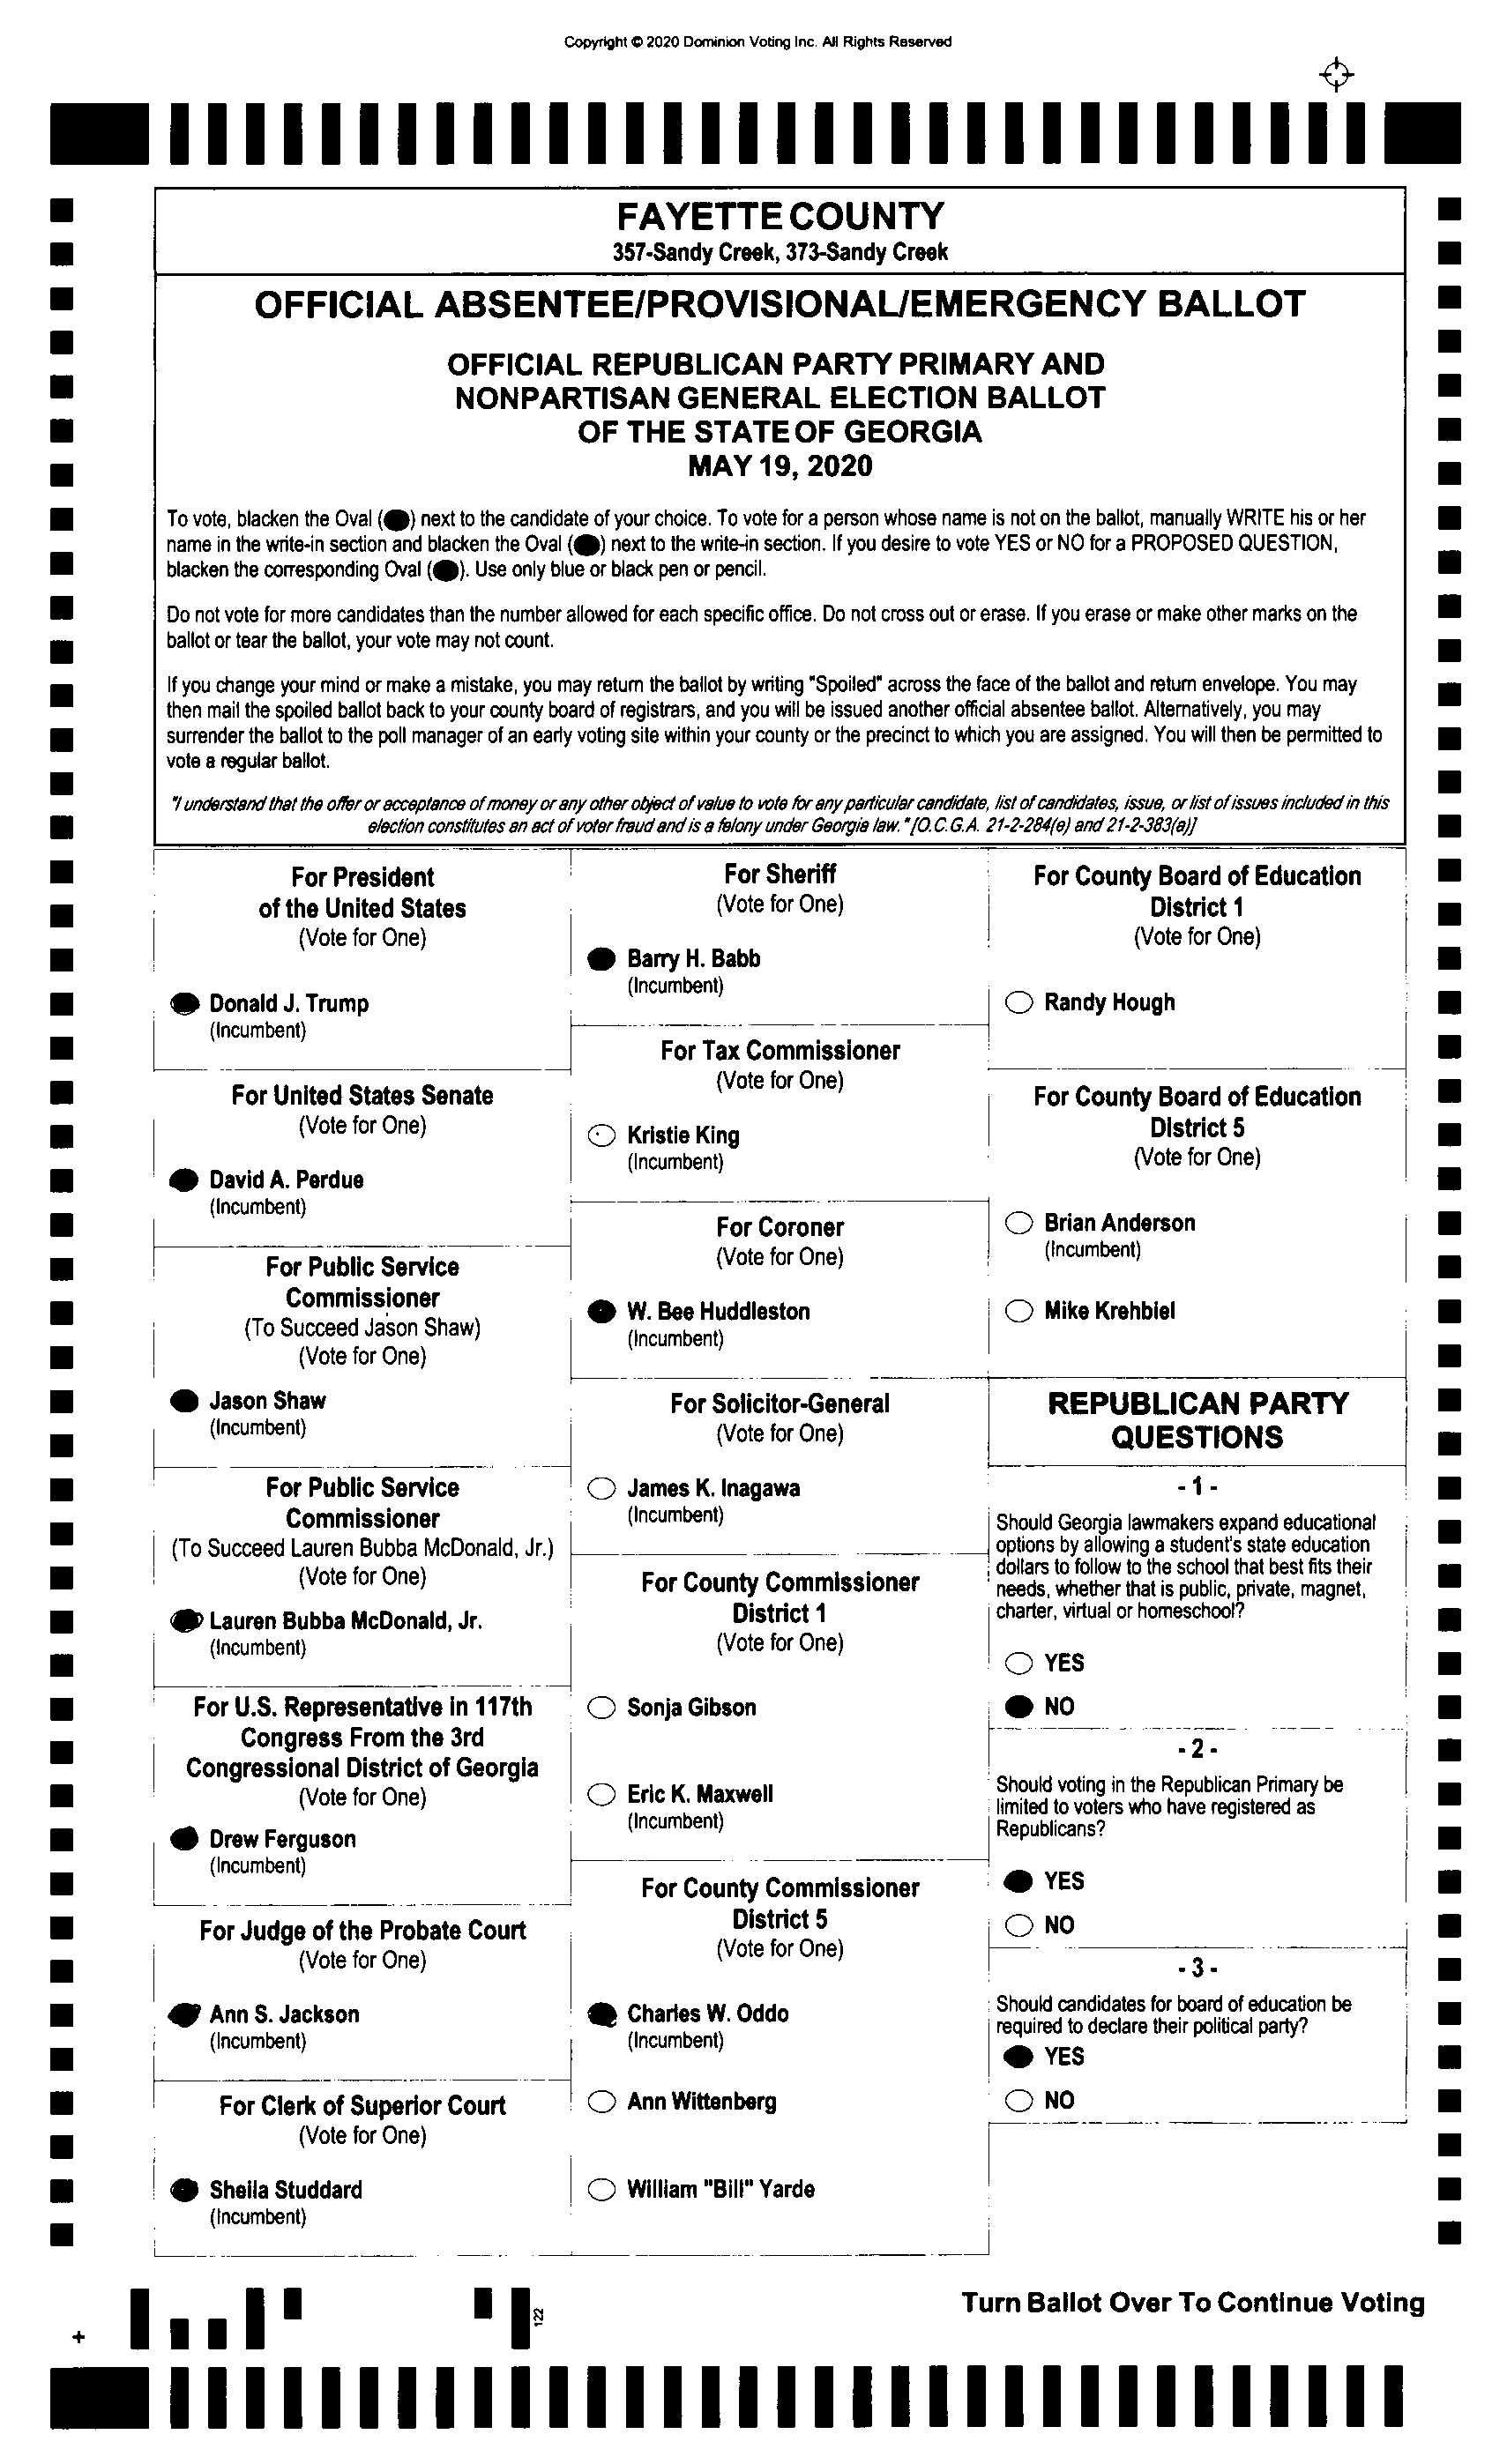 Copyright © 2020 Dominion Voting Inc. All Rights Reserved
FAYETTE COUNTY
357-Sandy Creek, 373-Sandy Creek
OFFICIAL ABSENTEE/PROVISIONAL/EMERGENCY BALLOT
OFFICIAL REPUBLICAN PARTY PRIMARY AND
NONPARTISAN GENERAL ELECTION BALLOT
OF THE STATE OF GEORGIA
MAY 19, 2020
To vote, blacken the Oval (●) next to the candidate of your choice. To vote for a person whose name is not on the ballot, manually WRITE his or her
name in the write-in section and blacken the Oval (●) next to the write-in section. If you desire to vote YES or NO for a PROPOSED QUESTION,
blacken the corresponding Oval (●). Use only blue or black pen or pencil.
Do not vote for more candidates than the number allowed for each specific office. Do not cross out or erase. If you erase or make other marks on the
ballot or tear the ballot, your vote may not count.
If you change your mind or make a mistake, you may return the ballot by writing "Spoiled" across the face of the ballot and return envelope. You may
then mail the spoiled ballot back to your county board of registrars, and you will be issued another official absentee ballot. Alternatively, you may
surrender the ballot to the poll manager of an early voting site within your county or the precinct to which you are assigned. You will then be permitted to
vote a regular ballot.
"I understand that the offer or acceptance of money or any other object of value to vote for any particular candidate, list of candidates, issue, or list of issues included in this
election constitutes an act of voter fraud and is a felony under Georgia law." [O.C.G.A. 21-2-284(e) and 21-2-383(a)]
For President
of the United States
(Vote for One)
Donald J. Trump
(Incumbent)
For United States Senate
(Vote for One)
David A. Perdue
(Incumbent)
For Public Service
Commissioner
(To Succeed Jason Shaw)
(Vote for One)
Jason Shaw
(Incumbent)
For Public Service
Commissioner
(To Succeed Lauren Bubba McDonald, Jr.)
(Vote for One)
Lauren Bubba McDonald, Jr.
(Incumbent)
For U.S. Representative in 117th
Congress From the 3rd
Congressional District of Georgia
(Vote for One)
Drew Ferguson
(Incumbent)
For Judge of the Probate Court
(Vote for One)
Ann S. Jackson
(Incumbent)
For Clerk of Superior Court
(Vote for One)
Sheila Studdard
(Incumbent)
For Sheriff
(Vote for One)
Barry H. Babb
(Incumbent)
For Tax Commissioner
(Vote for One)
Kristie King
(Incumbent)
For Coroner
(Vote for One)
W. Bee Huddleston
(Incumbent)
For Solicitor-General
(Vote for One)
James K. Inagawa
(Incumbent)
For County Commissioner
District 1
(Vote for One)
Sonja Gibson
Eric K. Maxwell
(Incumbent)
For County Commissioner
District 5
(Vote for One)
Charles W. Oddo
(Incumbent)
Ann Wittenberg
William "Bill" Yarde
For County Board of Education
District 1
(Vote for One)
Randy Hough
For County Board of Education
District 5
(Vote for One)
Brian Anderson
(Incumbent)
Mike Krehbiel
REPUBLICAN PARTY
QUESTIONS
- 1 -
Should Georgia lawmakers expand educational
options by allowing a student's state education
dollars to follow to the school that best fits their
needs, whether that is public, private, magnet,
charter, virtual or homeschool?
YES
NO
- 2 -
Should voting in the Republican Primary be
limited to voters who have registered as
Republicans?
YES
NO
- 3 -
Should candidates for board of education be
required to declare their political party?
YES
NO
122
Turn Ballot Over To Continue Voting